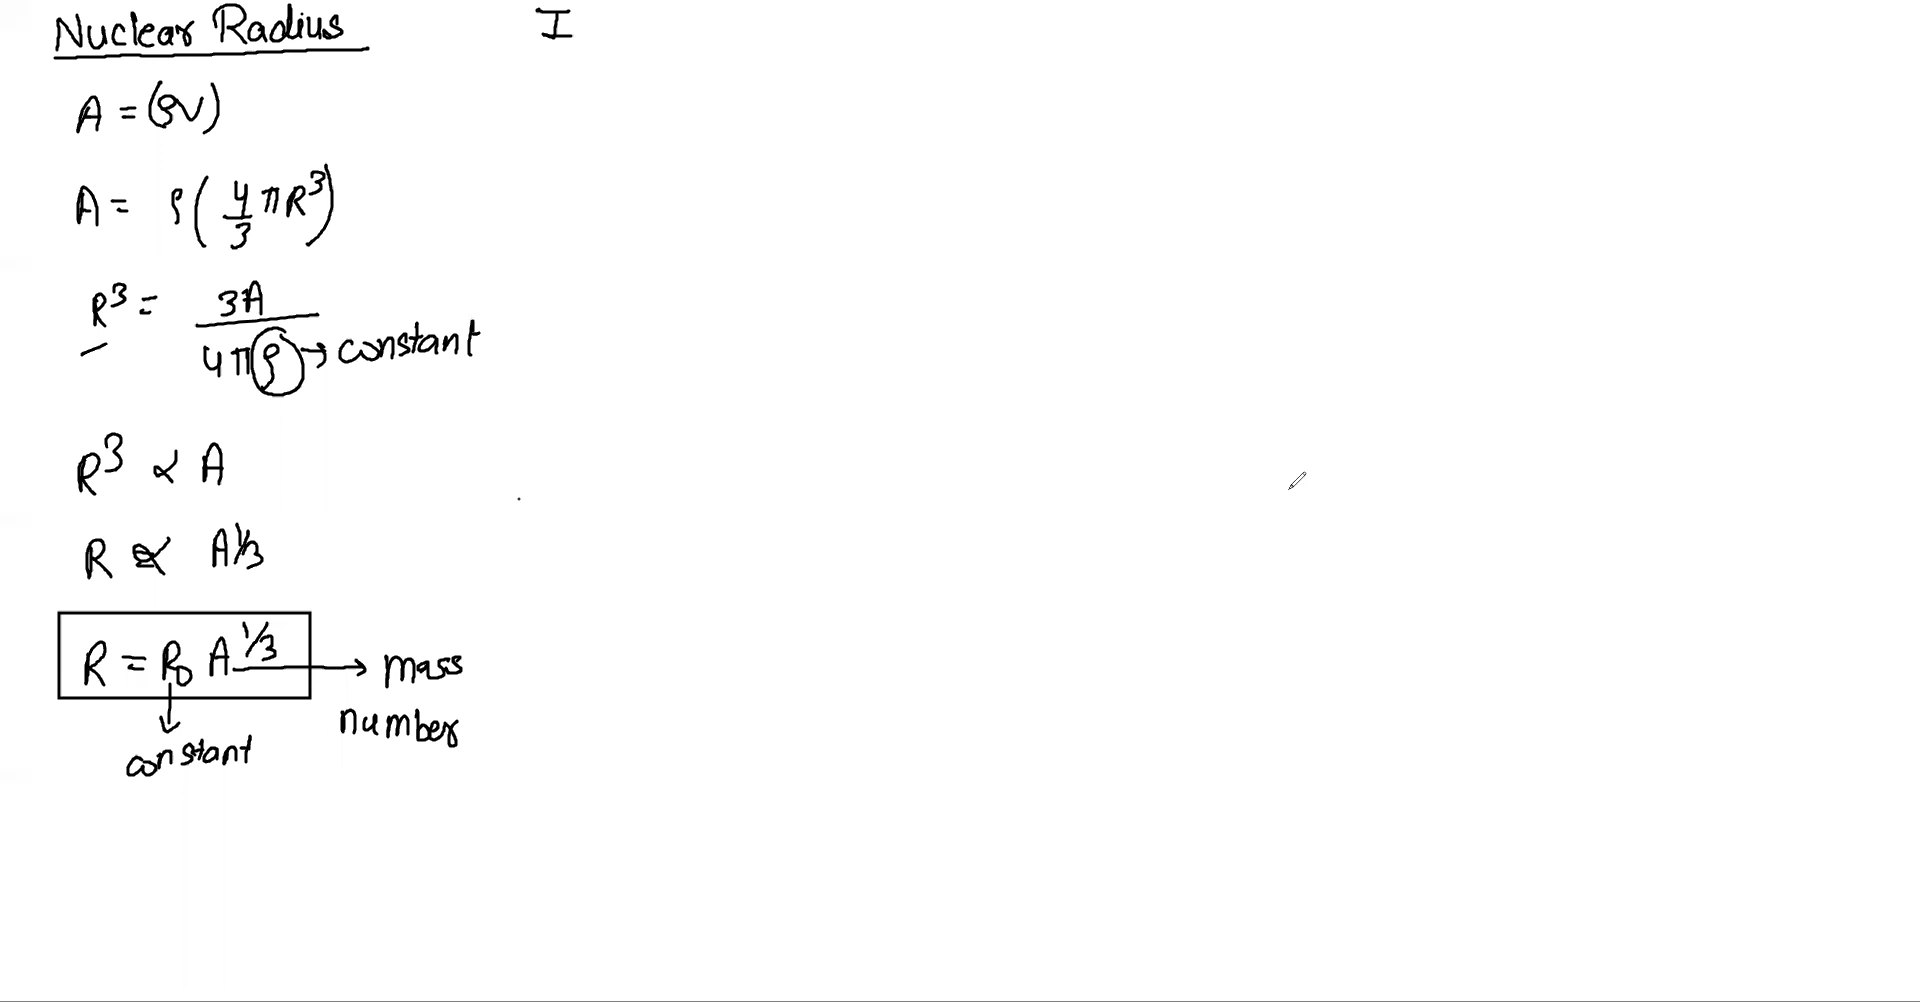 Nuclear Radius I
A = (ρV)
A = ρ(4/3 πR³)
R³ = 3A / 4πρ → constant
R³ ∝ A
R ∝ A^1/3
R = R₀ A^1/3 → mass number
constant